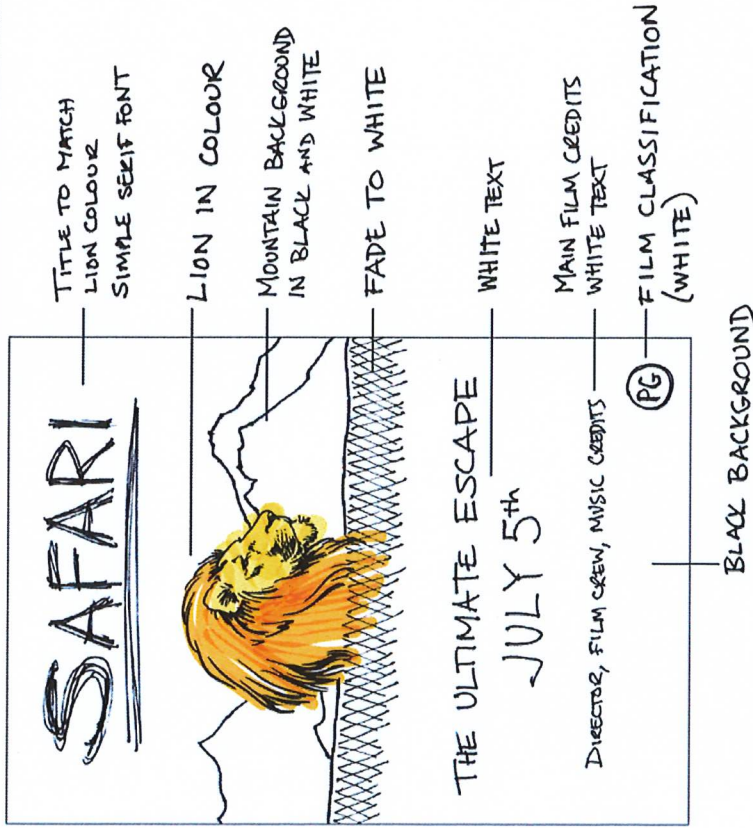 SAFARI
TITLE TO MATCH
LION COLOUR
SIMPLE SERIF FONT
LION IN COLOUR
MOUNTAIN BACKGROUND
IN BLACK AND WHITE
FADE TO WHITE
THE ULTIMATE ESCAPE
JULY 5th
WHITE TEXT
DIRECTOR, FILM CREW, MUSIC CREDITS
MAIN FILM CREDITS
WHITE TEXT
PG
FILM CLASSIFICATION
(WHITE)
BLACK BACKGROUND